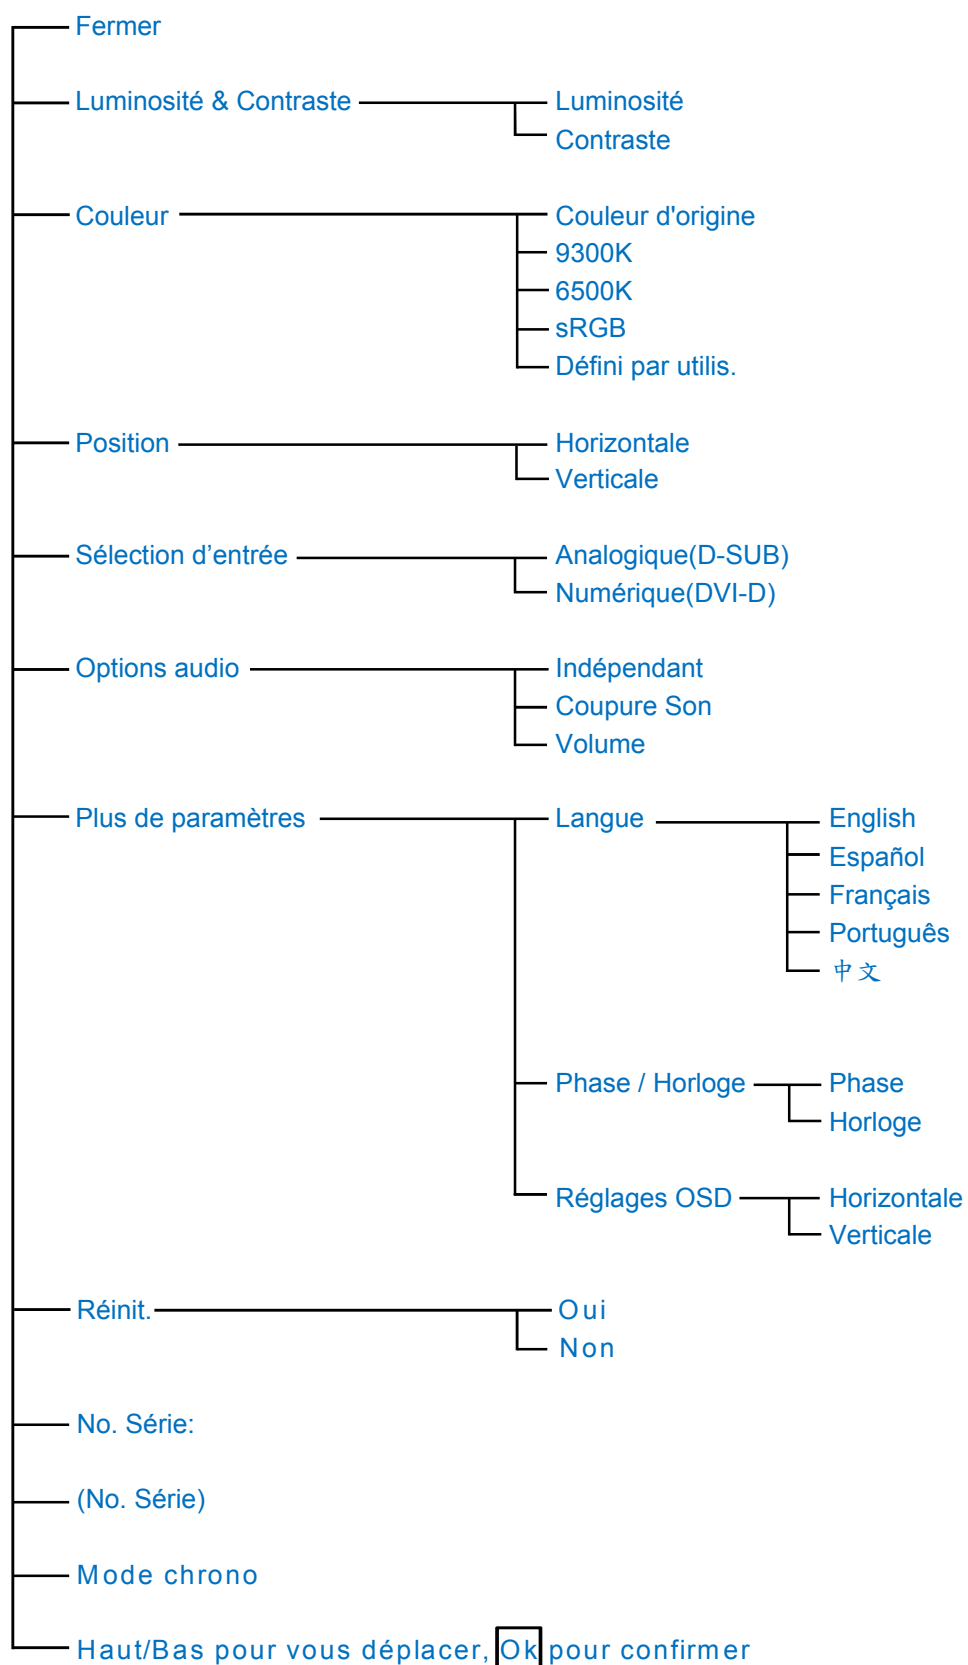 Fermer
Luminosité & Contraste
Luminosité
Contraste
Couleur
Couleur d'origine
9300K
6500K
sRGB
Défini par utilis.
Position
Horizontale
Verticale
Sélection d’entrée
Analogique(D-SUB)
Numérique(DVI-D)
Options audio
Indépendant
Coupure Son
Volume
Plus de paramètres
Langue
English
Español
Français
Português
中文
Phase / Horloge
Phase
Horloge
Réglages OSD
Horizontale
Verticale
Réinit.
Oui
Non
No. Série:
(No. Série)
Mode chrono
Haut/Bas pour vous déplacer, Ok pour confirmer